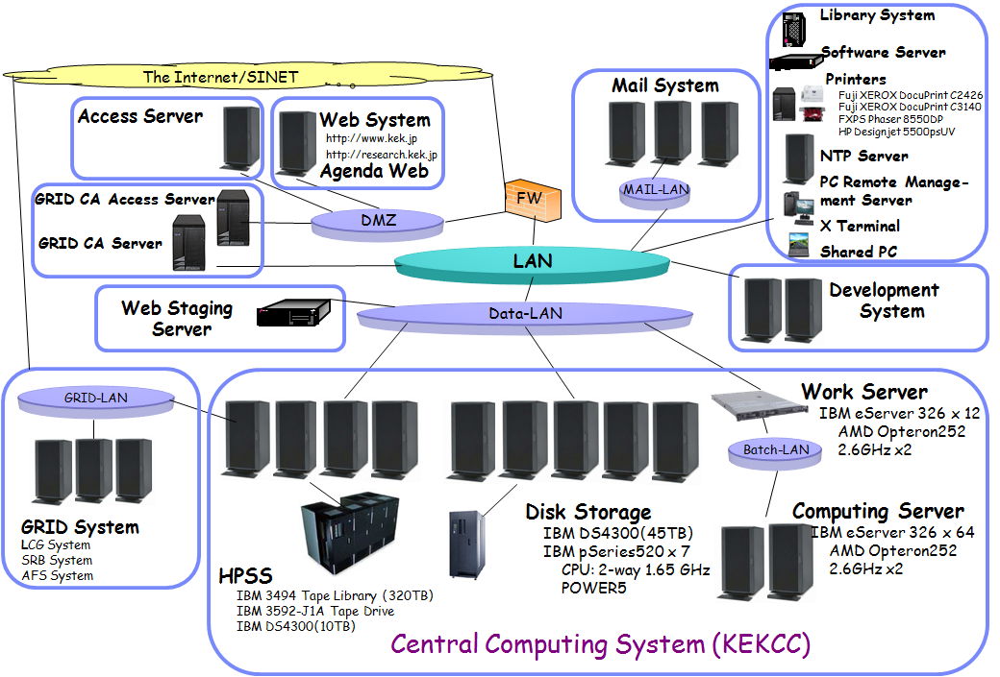 The Internet/SINET
Access Server
Web System
http://www.kek.jp
http://research.kek.jp
Agenda Web
Mail System
MAIL-LAN
Library System
Software Server
Printers
Fuji XEROX DocuPrint C2426
Fuji XEROX DocuPrint C3140
FXPS Phaser 8550DP
HP Designjet 5500psUV
NTP Server
PC Remote Manage-
ment Server
X Terminal
Shared PC
GRID CA Access Server
GRID CA Server
DMZ
FW
LAN
Web Staging
Server
Data-LAN
Development
System
GRID-LAN
GRID System
LCG System
SRB System
AFS System
HPSS
IBM 3494 Tape Library (320TB)
IBM 3592-J1A Tape Drive
IBM DS4300(10TB)
Disk Storage
IBM DS4300(45TB)
IBM pSeries520 x 7
CPU: 2-way 1.65 GHz
POWER5
Work Server
IBM eServer 326 x 12
AMD Opteron252
2.6GHz x2
Batch-LAN
Computing Server
IBM eServer 326 x 64
AMD Opteron252
2.6GHz x2
Central Computing System (KEKCC)